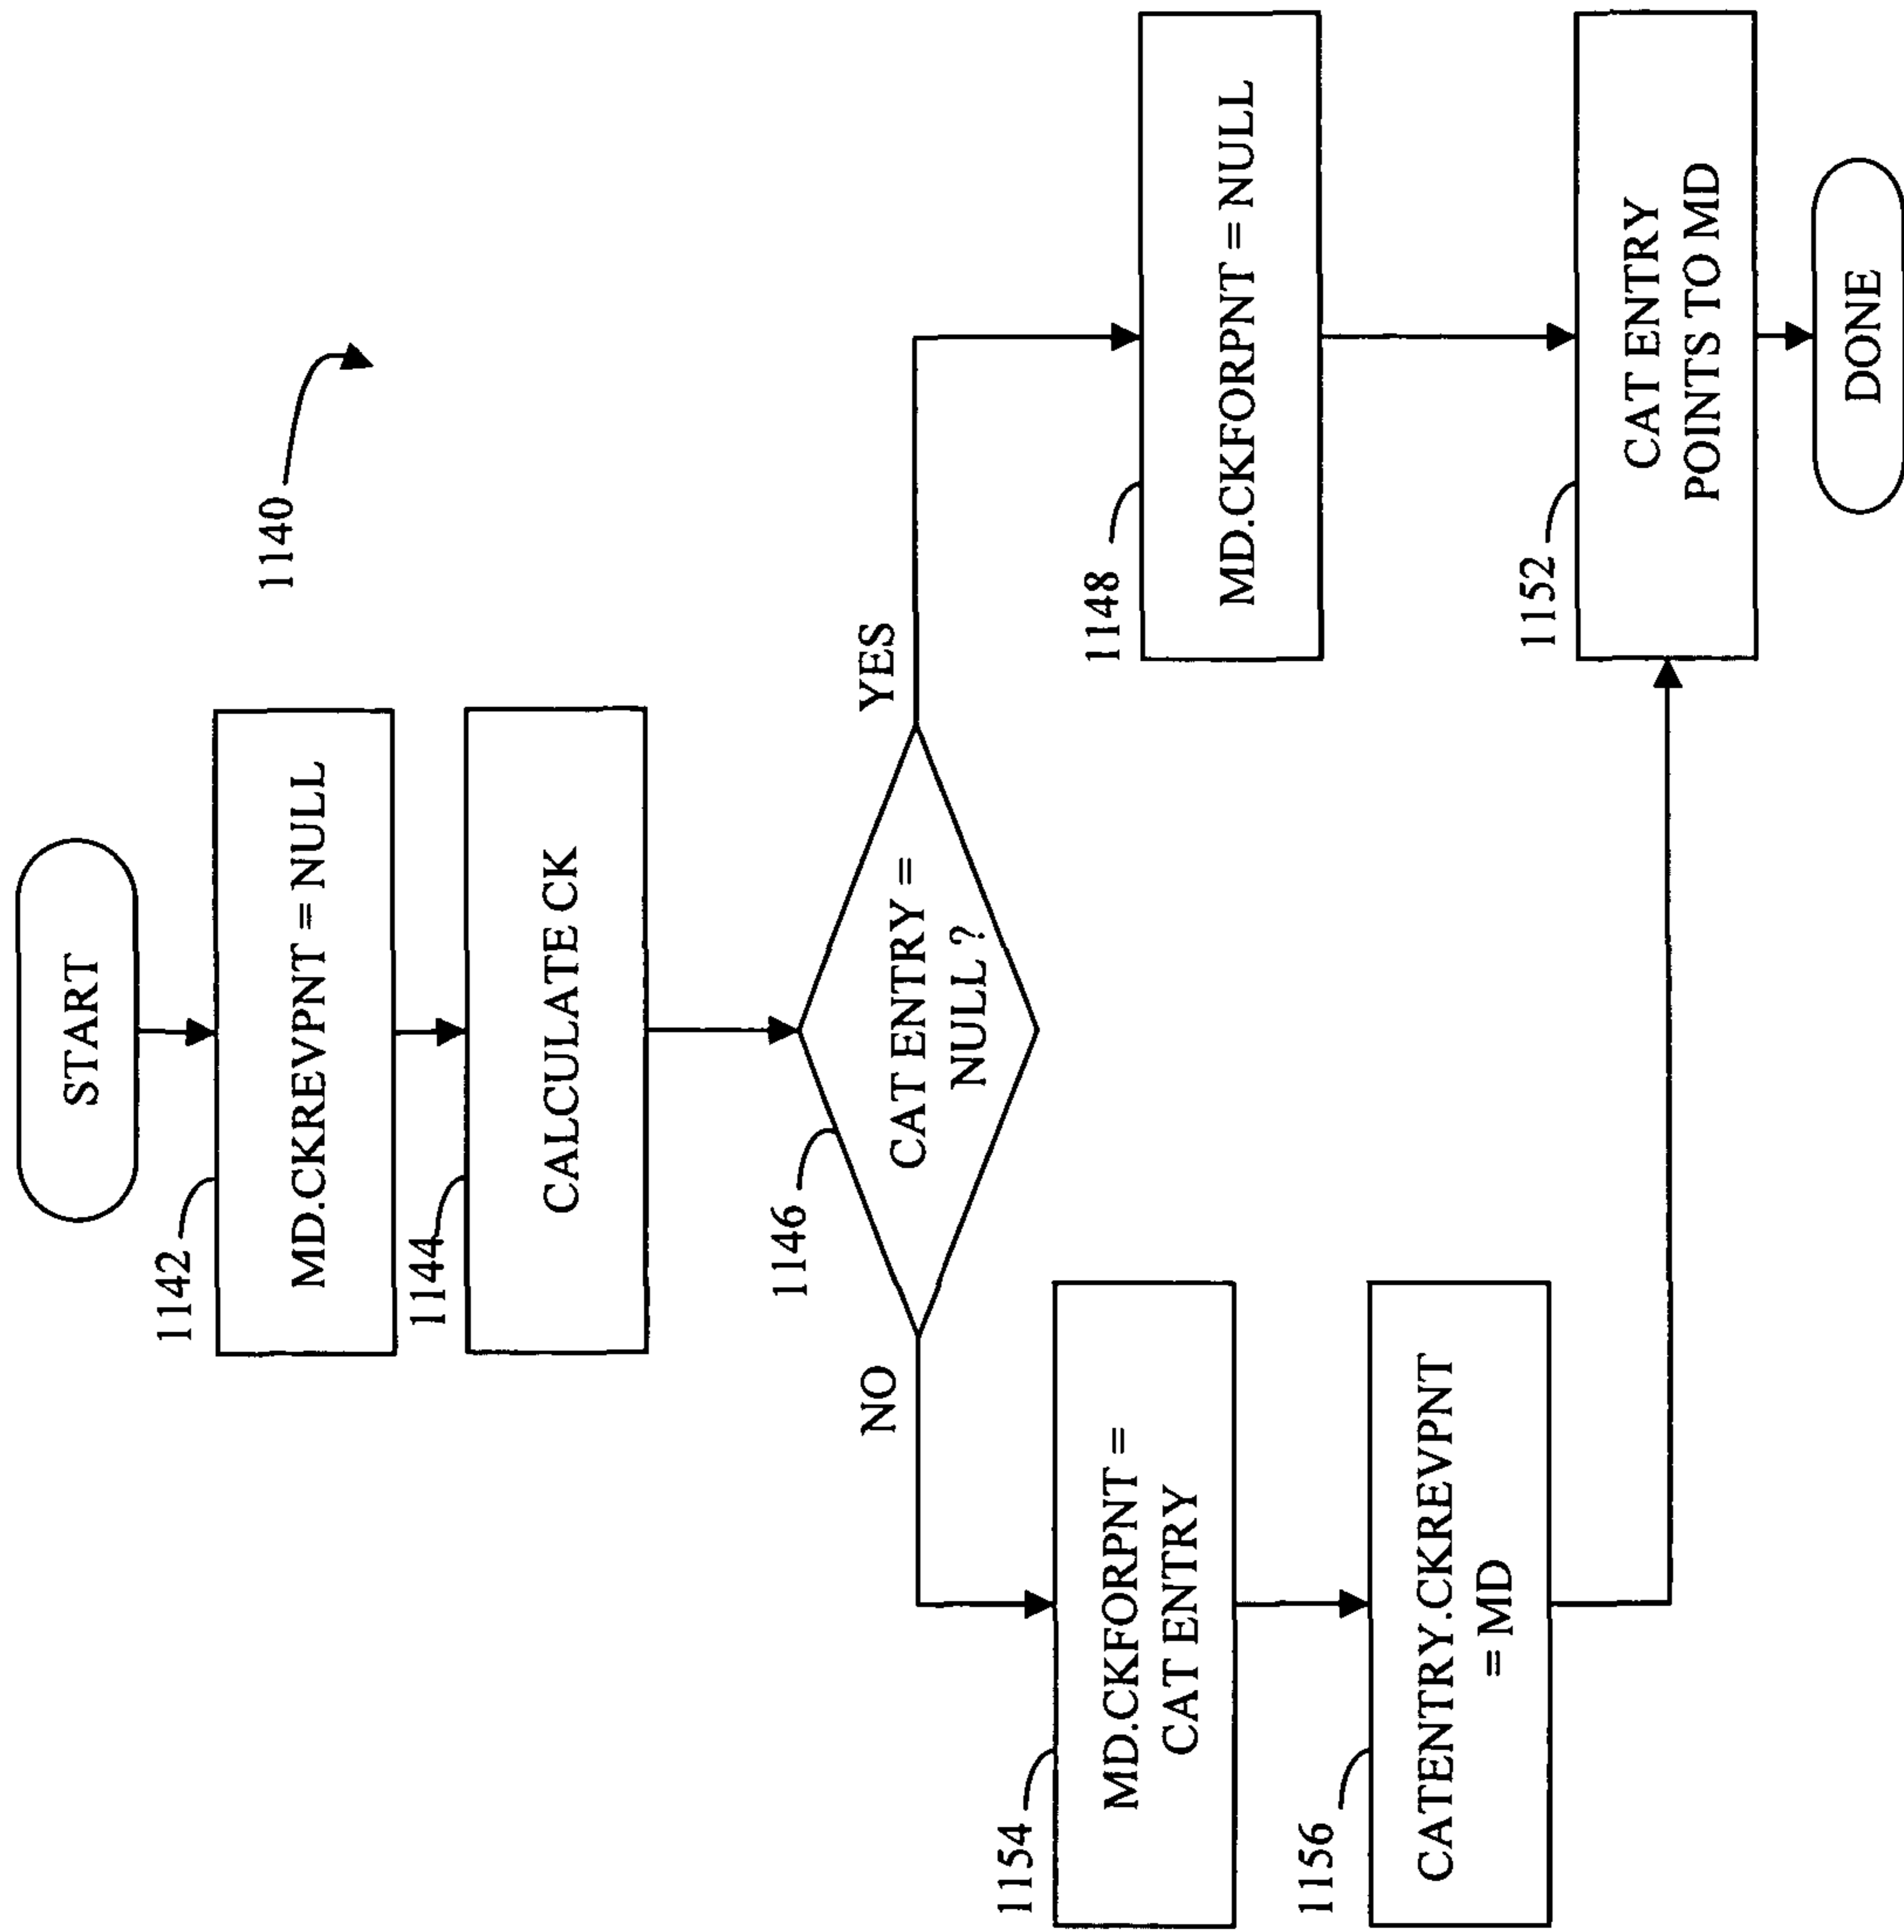 START
1140
1142
MD.CKREVPNT = NULL
1144
CALCULATE CK
1146
CAT ENTRY =
NULL ?
NO
YES
1154
MD.CKFORPNT =
CAT ENTRY
1148
MD.CKFORPNT = NULL
1156
CATENTRY.CKREVPNT
= MD
1152
CAT ENTRY
POINTS TO MD
DONE